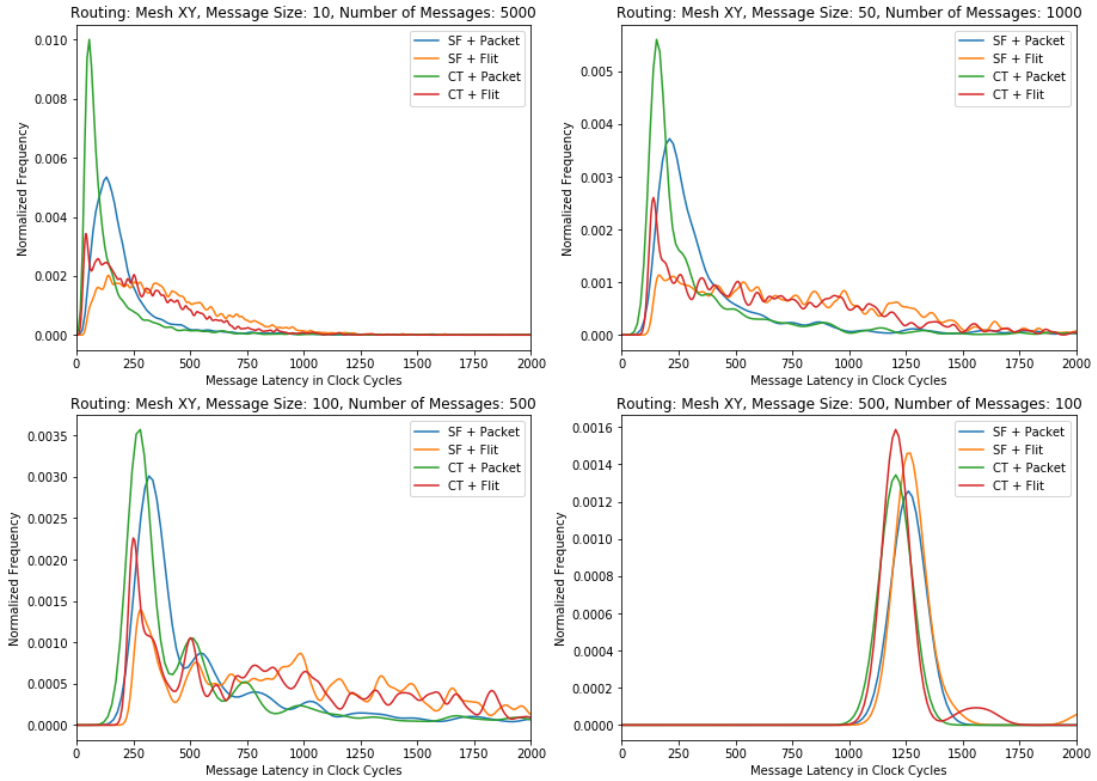 Routing: Mesh XY, Message Size: 10, Number of Messages: 5000
SF + Packet
SF + Flit
CT + Packet
CT + Flit
0.010
0.008
0.006
0.004
0.002
0.000
Normalized Frequency
0 250 500 750 1000 1250 1500 1750 2000
Message Latency in Clock Cycles
Routing: Mesh XY, Message Size: 50, Number of Messages: 1000
SF + Packet
SF + Flit
CT + Packet
CT + Flit
0.005
0.004
0.003
0.002
0.001
0.000
Normalized Frequency
0 250 500 750 1000 1250 1500 1750 2000
Message Latency in Clock Cycles
Routing: Mesh XY, Message Size: 100, Number of Messages: 500
SF + Packet
SF + Flit
CT + Packet
CT + Flit
0.0035
0.0030
0.0025
0.0020
0.0015
0.0010
0.0005
0.0000
Normalized Frequency
0 250 500 750 1000 1250 1500 1750 2000
Message Latency in Clock Cycles
Routing: Mesh XY, Message Size: 500, Number of Messages: 100
SF + Packet
SF + Flit
CT + Packet
CT + Flit
0.0016
0.0014
0.0012
0.0010
0.0008
0.0006
0.0004
0.0002
0.0000
Normalized Frequency
0 250 500 750 1000 1250 1500 1750 2000
Message Latency in Clock Cycles